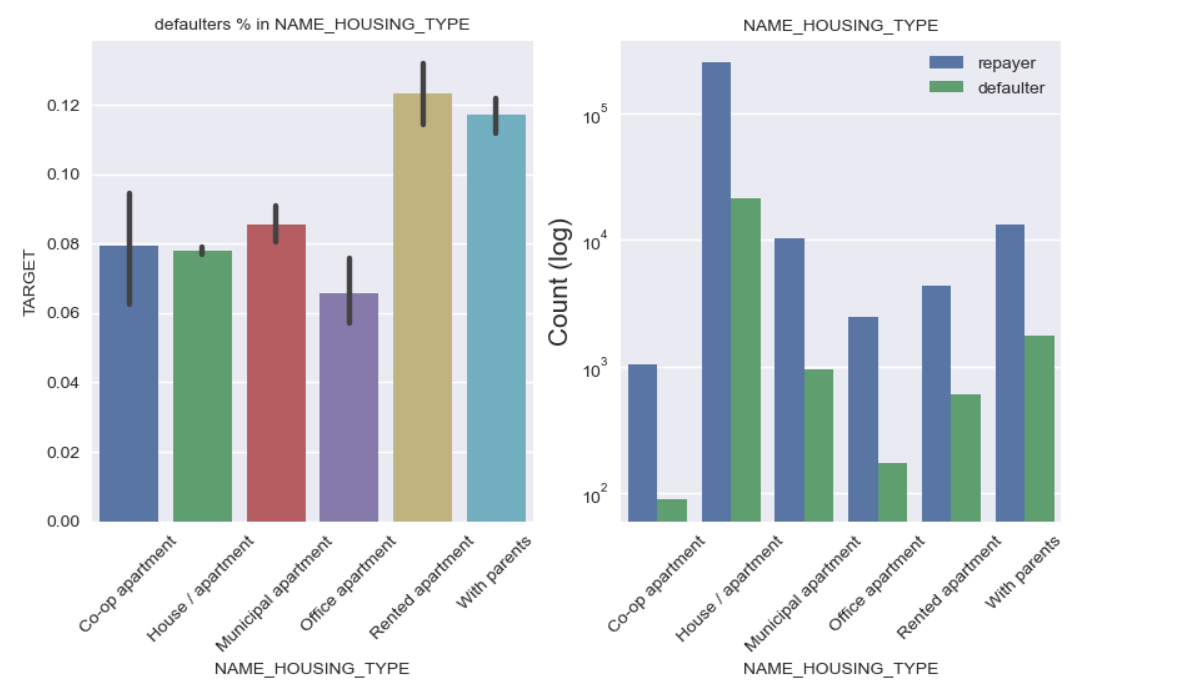 defaulters % in NAME_HOUSING_TYPE
TARGET
0.12
0.10
0.08
0.06
0.04
0.02
0.00
Co-op apartment
House / apartment
Municipal apartment
Office apartment
Rented apartment
With parents
NAME_HOUSING_TYPE
NAME_HOUSING_TYPE
repayer
defaulter
Count (log)
10^5
10^4
10^3
10^2
Co-op apartment
House / apartment
Municipal apartment
Office apartment
Rented apartment
With parents
NAME_HOUSING_TYPE